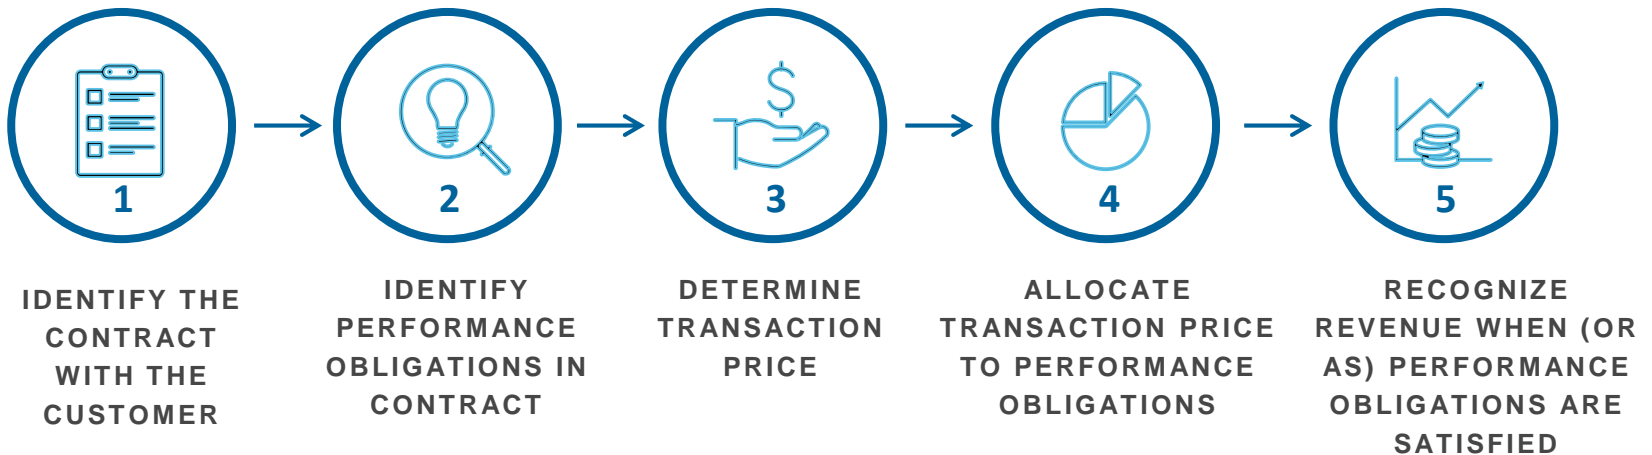 1
IDENTIFY THE
CONTRACT
WITH THE
CUSTOMER
2
IDENTIFY
PERFORMANCE
OBLIGATIONS IN
CONTRACT
$
3
DETERMINE
TRANSACTION
PRICE
4
ALLOCATE
TRANSACTION PRICE
TO PERFORMANCE
OBLIGATIONS
5
RECOGNIZE
REVENUE WHEN (OR
AS) PERFORMANCE
OBLIGATIONS ARE
SATISFIED